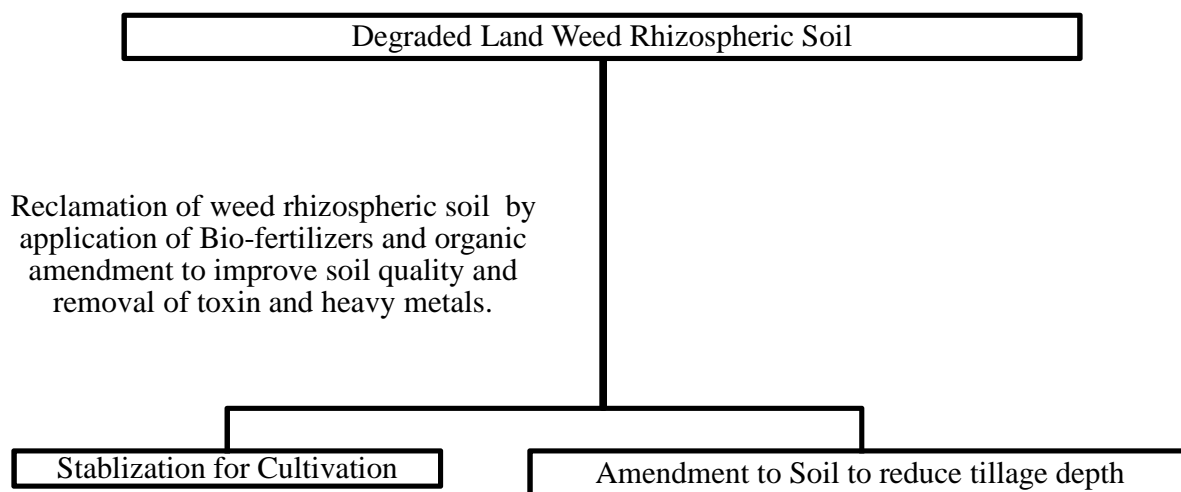 Degraded Land Weed Rhizospheric Soil
Reclamation of weed rhizospheric soil by
application of Bio-fertilizers and organic
amendment to improve soil quality and
removal of toxin and heavy metals.
Stablization for Cultivation
Amendment to Soil to reduce tillage depth